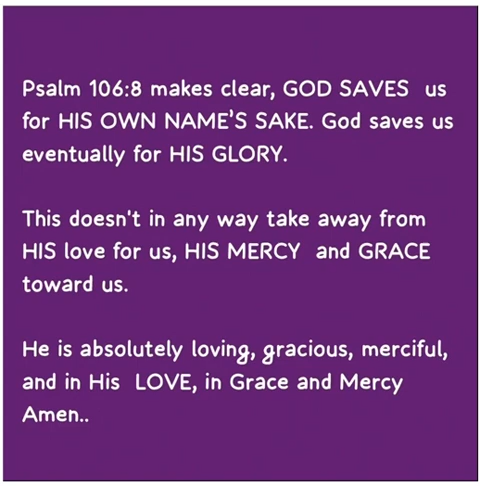 Psalm 106:8 makes clear, GOD SAVES  us
for HIS OWN NAME'S SAKE. God saves us
eventually for HIS GLORY.
This doesn't in any way take away from
HIS love for us, HIS MERCY  and GRACE
toward us.
He is absolutely loving, gracious, merciful,
and in His  LOVE, in Grace and Mercy
Amen..